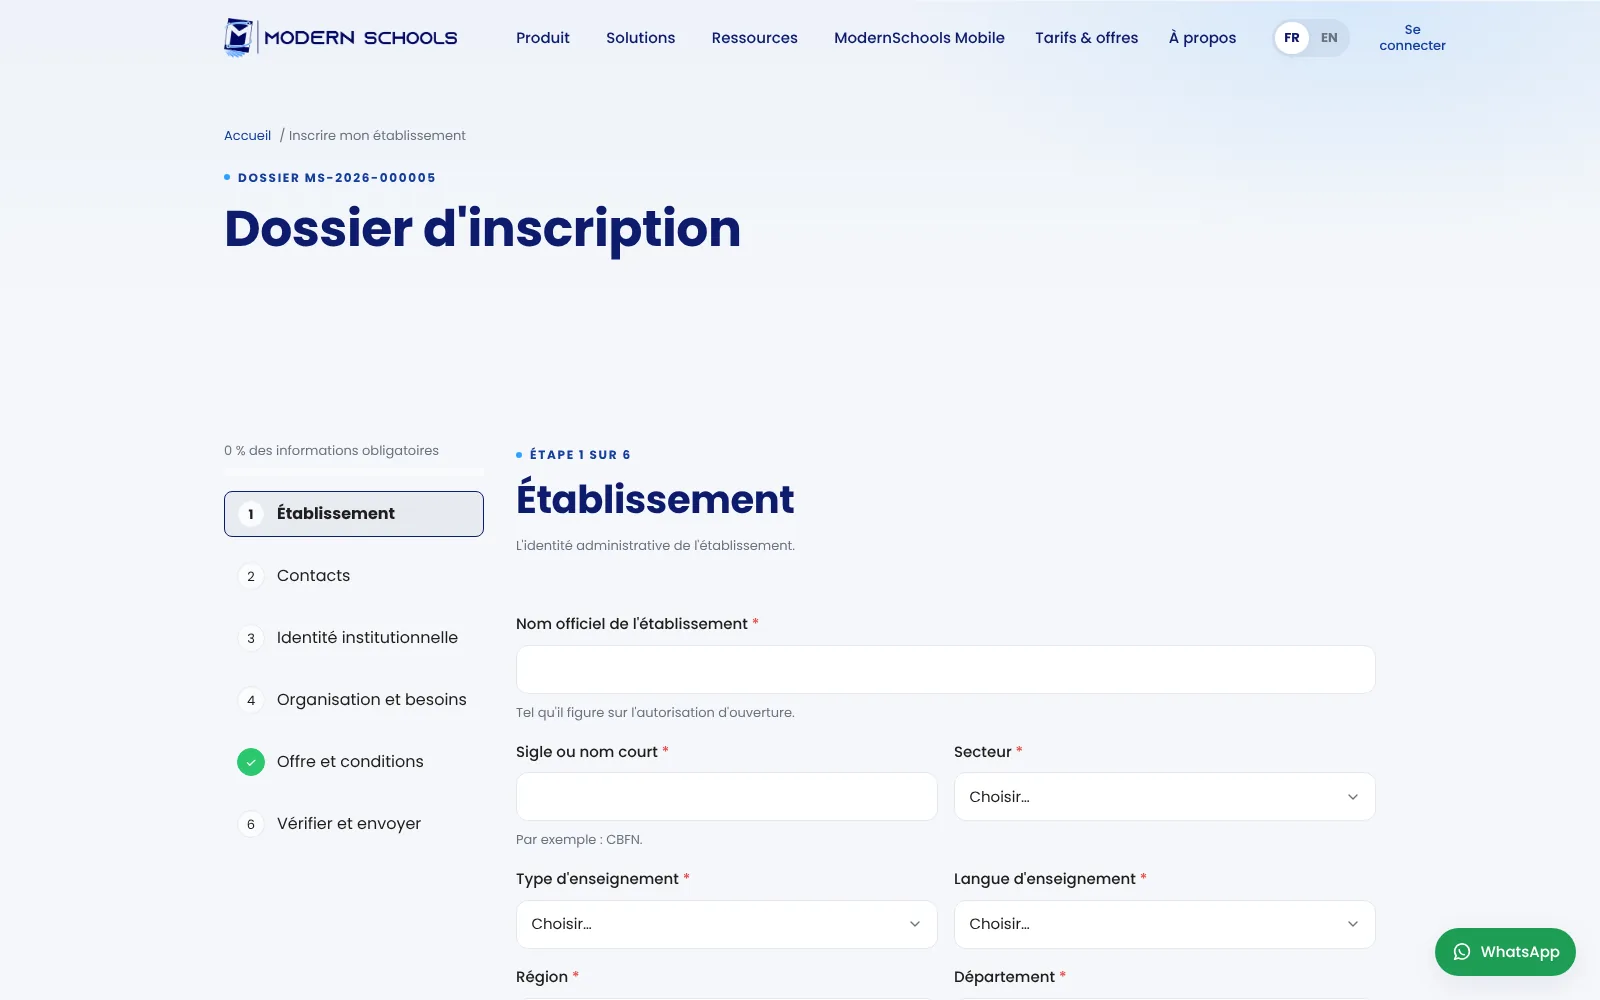 MODERN SCHOOLS
Produit
Solutions
Ressources
ModernSchools Mobile
Tarifs & offres
À propos
FR
EN
Se
connecter
Accueil / Inscrire mon établissement
DOSSIER MS-2026-000005
Dossier d'inscription
0 % des informations obligatoires
1 Établissement
2 Contacts
3 Identité institutionnelle
4 Organisation et besoins
Offre et conditions
6 Vérifier et envoyer
ÉTAPE 1 SUR 6
Établissement
L'identité administrative de l'établissement.
Nom officiel de l'établissement *
Tel qu'il figure sur l'autorisation d'ouverture.
Sigle ou nom court *
Secteur *
Choisir...
Par exemple : CBFN.
Type d'enseignement *
Langue d'enseignement *
Choisir...
Choisir...
Région *
Département *
WhatsApp